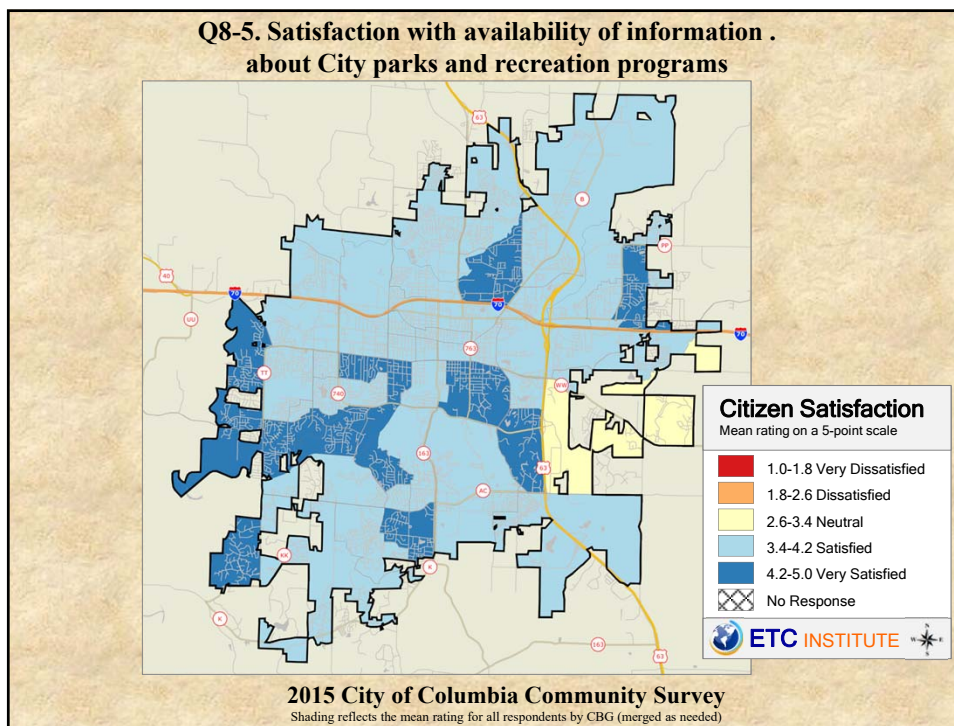 Q8-5. Satisfaction with availability of information .
about City parks and recreation programs
63
B
PP
40
70
UU
70
70
763
TT
740
WW
163
63
AC
KK
K
K
163
63
Citizen Satisfaction
Mean rating on a 5-point scale
1.0-1.8 Very Dissatisfied
1.8-2.6 Dissatisfied
2.6-3.4 Neutral
3.4-4.2 Satisfied
4.2-5.0 Very Satisfied
No Response
ETC INSTITUTE
N
W E
S
2015 City of Columbia Community Survey
Shading reflects the mean rating for all respondents by CBG (merged as needed)